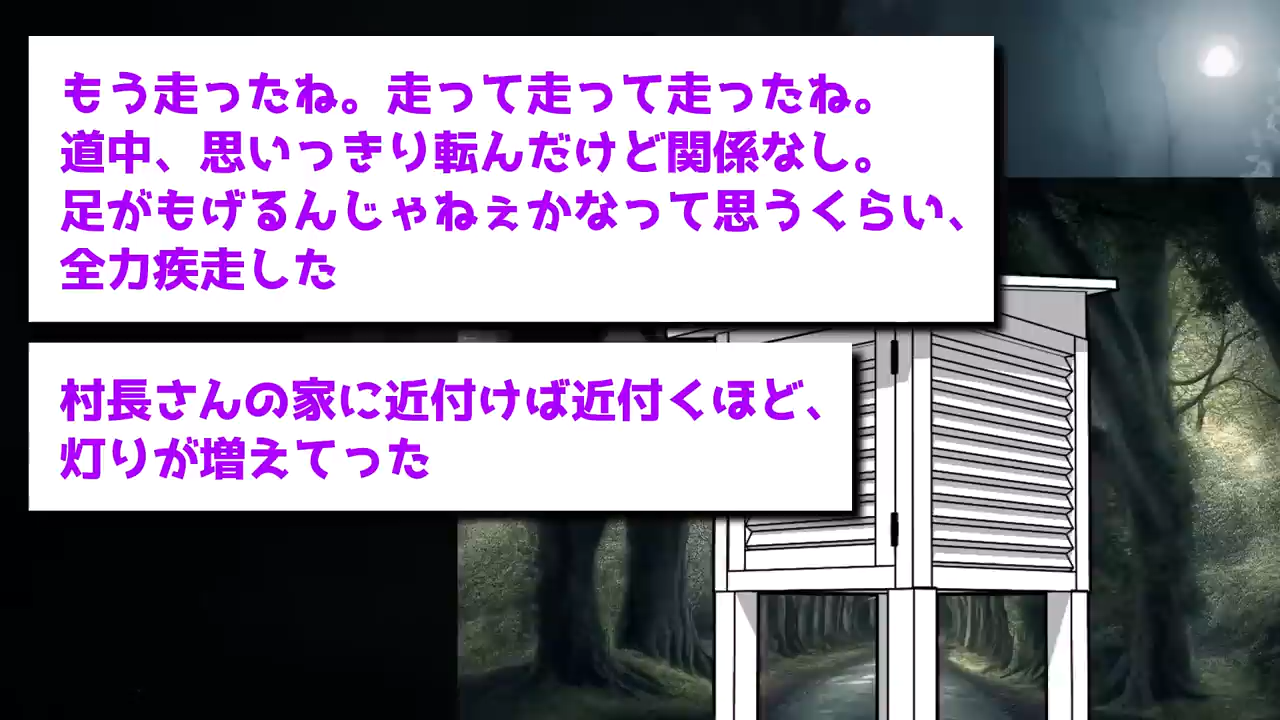 もう走ったね。走って走って走ったね。
道中、思いっきり転んだけど関係なし。
足がもげるんじゃねぇかなって思うくらい、
全力疾走した
村長さんの家に近付けば近付くほど、
灯りが増えてった